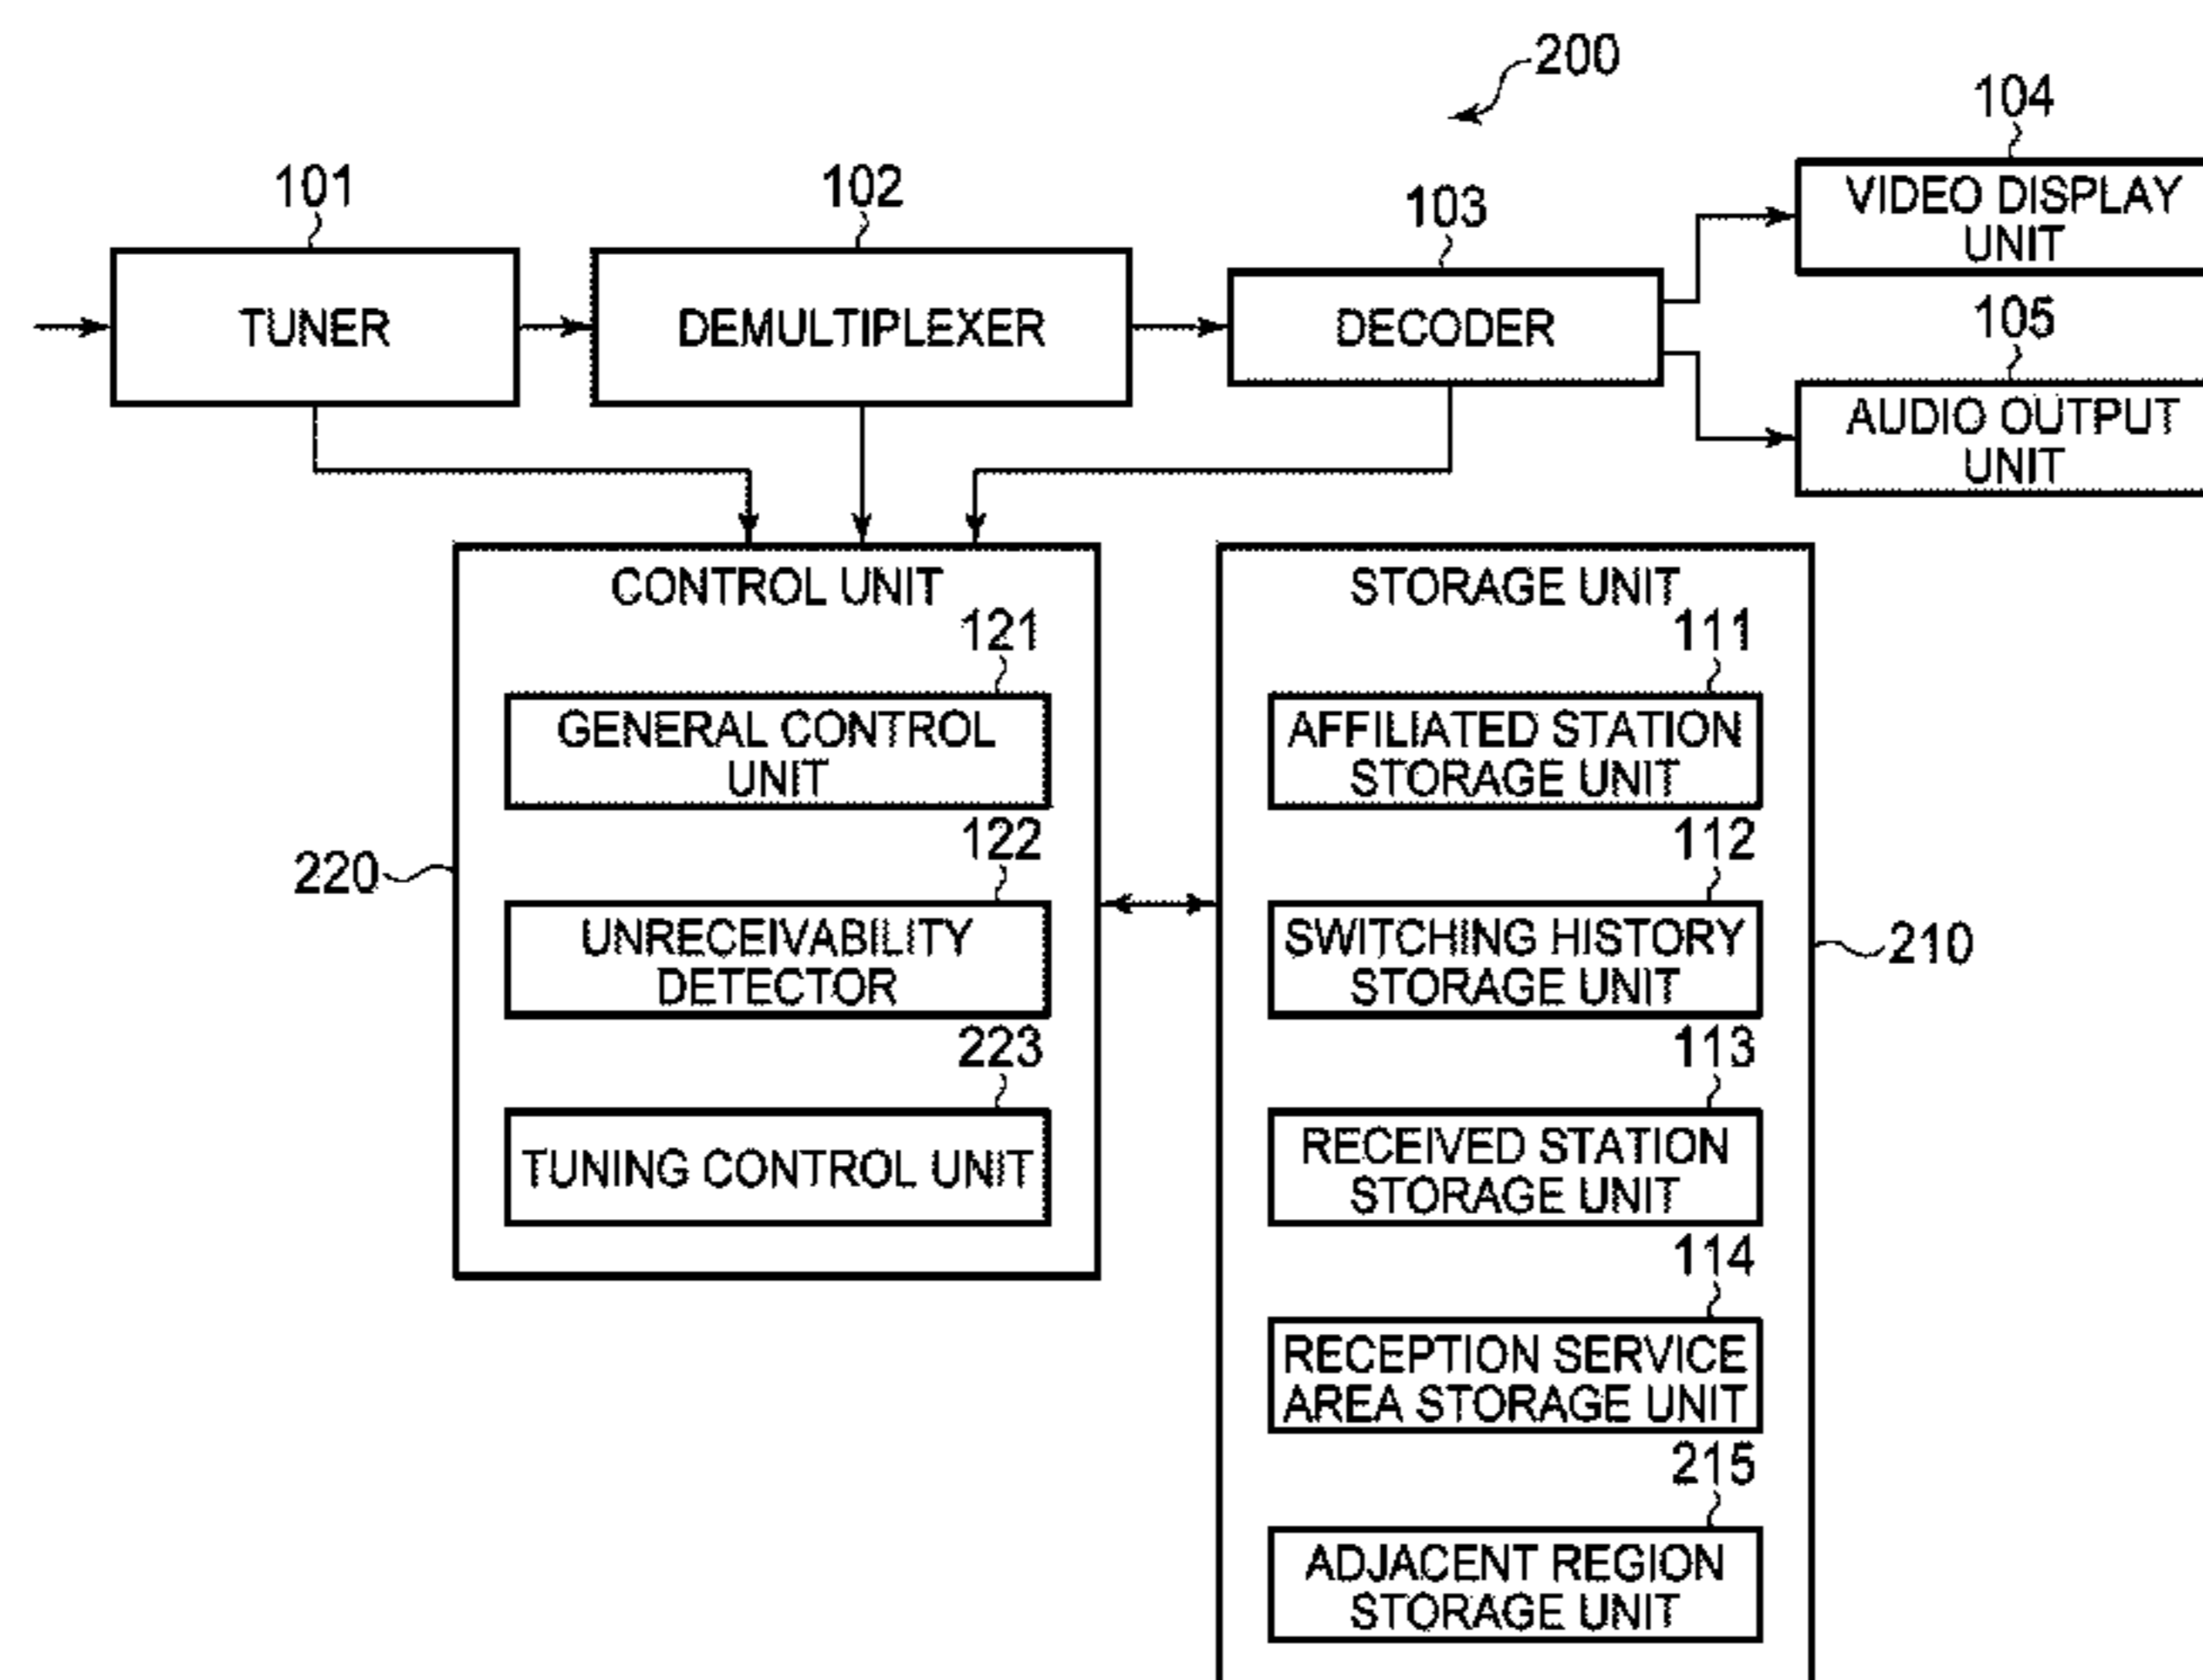 200
104
VIDEO DISPLAY
UNIT
101
102
103
TUNER
DEMULTIPLEXER
DECODER
105
AUDIO OUTPUT
UNIT
CONTROL UNIT
121
GENERAL CONTROL
UNIT
122
220
UNRECEIVABILITY
DETECTOR
223
TUNING CONTROL UNIT
STORAGE UNIT
111
AFFILIATED STATION
STORAGE UNIT
112
SWITCHING HISTORY
STORAGE UNIT
210
113
RECEIVED STATION
STORAGE UNIT
114
RECEPTION SERVICE
AREA STORAGE UNIT
215
ADJACENT REGION
STORAGE UNIT